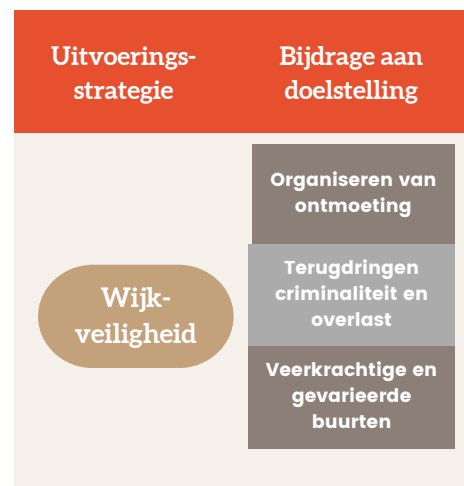 Uitvoerings-
strategie
Bijdrage aan
doelstelling
Wijk-
veiligheid
Organiseren van
ontmoeting
Terugdringen
criminaliteit en
overlast
Veerkrachtige en
gevarieerde
buurten